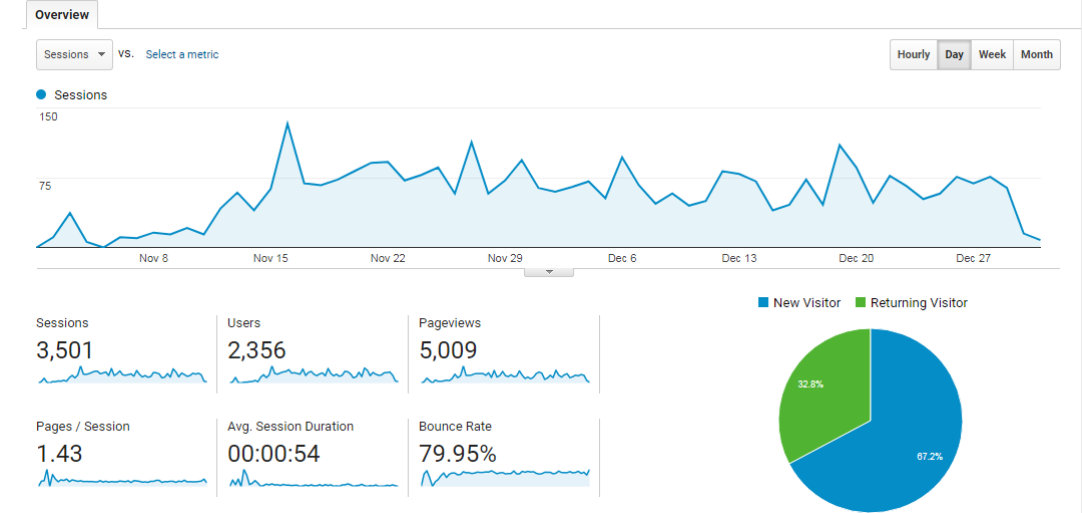 Overview
Sessions vs. Select a metric
Hourly Day Week Month
Sessions
150
75
Nov 8 Nov 15 Nov 22 Nov 29 Dec 6 Dec 13 Dec 20 Dec 27
New Visitor Returning Visitor
Sessions Users Pageviews
3,501 2,356 5,009
32.8%
Pages / Session Avg. Session Duration Bounce Rate
1.43 00:00:54 79.95%
67.2%